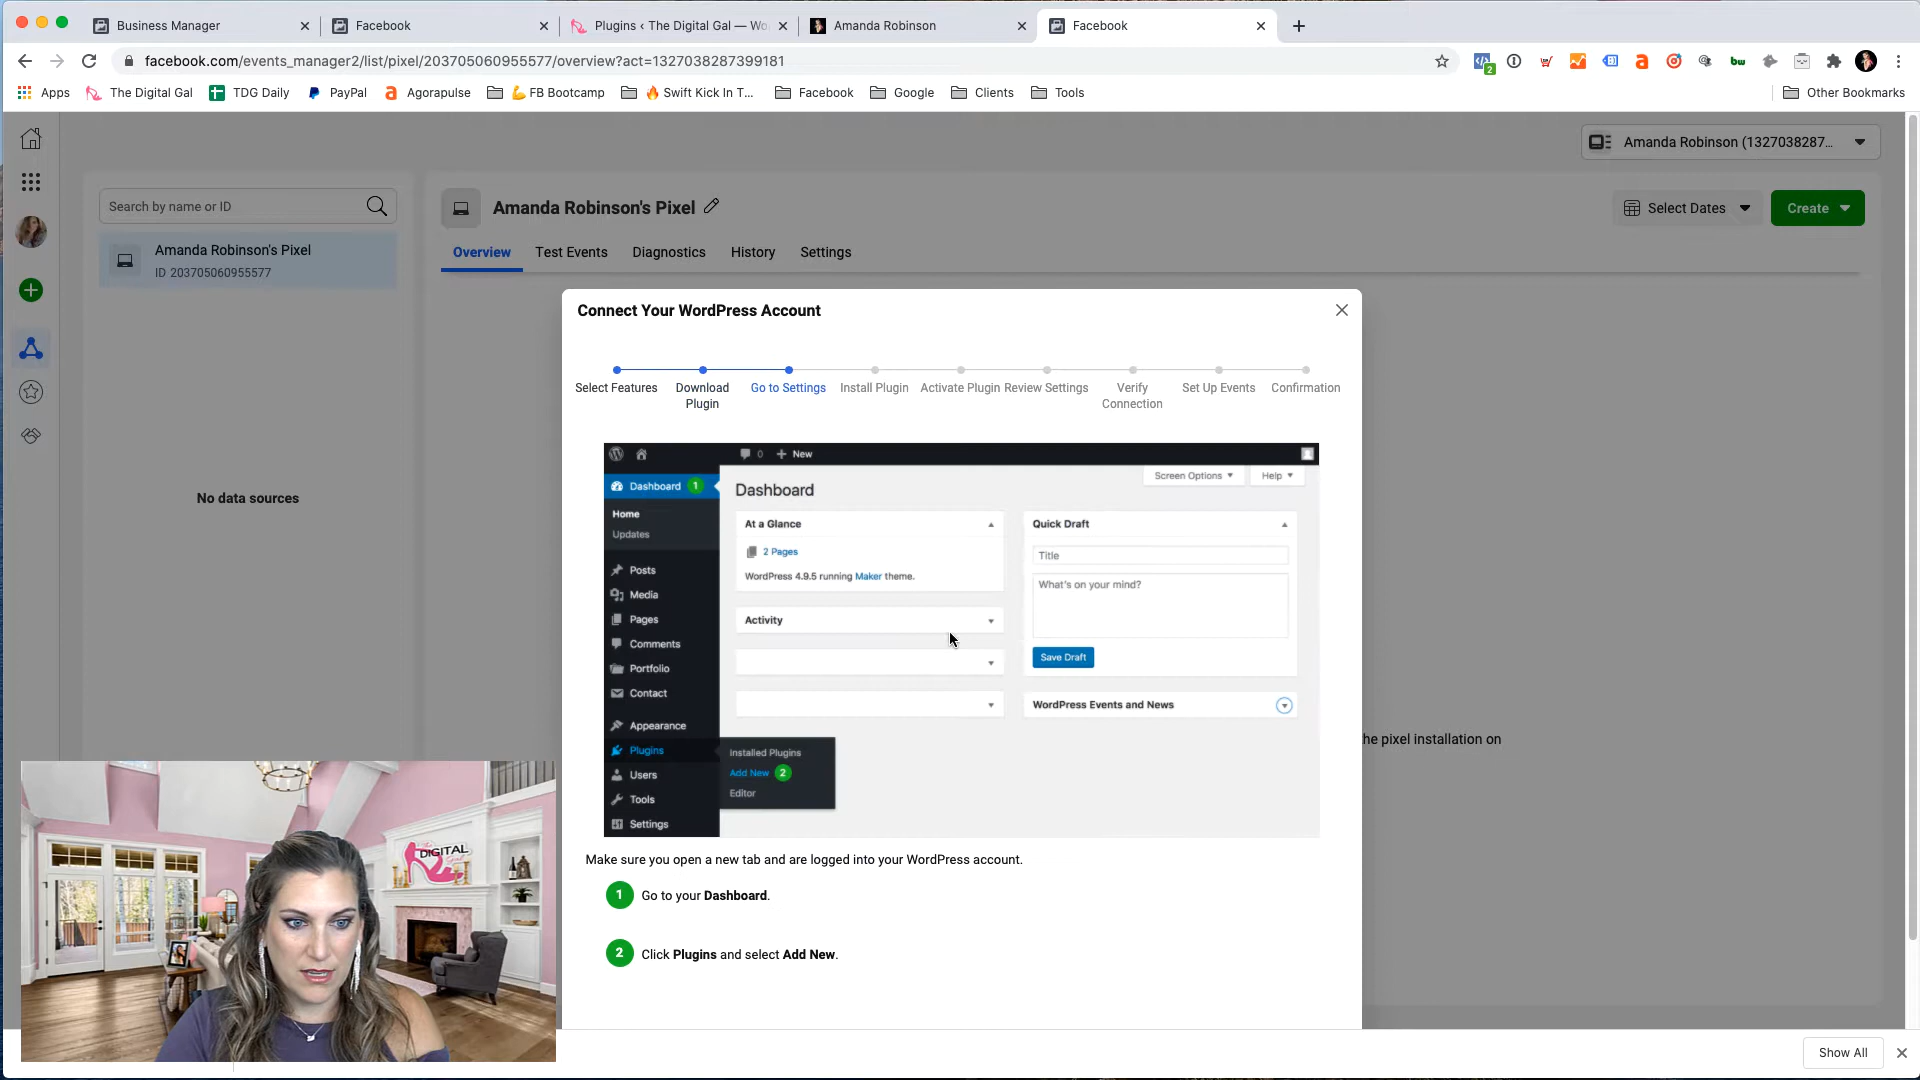 Business Manager
Facebook
Plugins ‹ The Digital Gal — Wo
Amanda Robinson
Facebook
facebook.com/events_manager2/list/pixel/203705060955577/overview?act=1327038287399181
2
bw
Apps
The Digital Gal
TDG Daily
PayPal
Agorapulse
💪 FB Bootcamp
🔥 Swift Kick In T...
Facebook
Google
Clients
Tools
Other Bookmarks
Amanda Robinson (1327038287...
Search by name or ID
Amanda Robinson's Pixel
Select Dates
Create
Amanda Robinson's Pixel
ID 203705060955577
Overview
Test Events
Diagnostics
History
Settings
No data sources
Connect Your WordPress Account
Select Features
Download Plugin
Go to Settings
Install Plugin
Activate Plugin
Review Settings
Verify Connection
Set Up Events
Confirmation
0
New
Dashboard 1
Screen Options
Help
Dashboard
Home
Updates
Posts
Media
Pages
Comments
Portfolio
Contact
Appearance
Plugins
Users
Tools
Settings
At a Glance
2 Pages
WordPress 4.9.5 running Maker theme.
Activity
Quick Draft
Title
What's on your mind?
Save Draft
WordPress Events and News
Installed Plugins
Add New 2
Editor
he pixel installation on
Make sure you open a new tab and are logged into your WordPress account.
1 Go to your Dashboard.
2 Click Plugins and select Add New.
DIGITAL
Show All